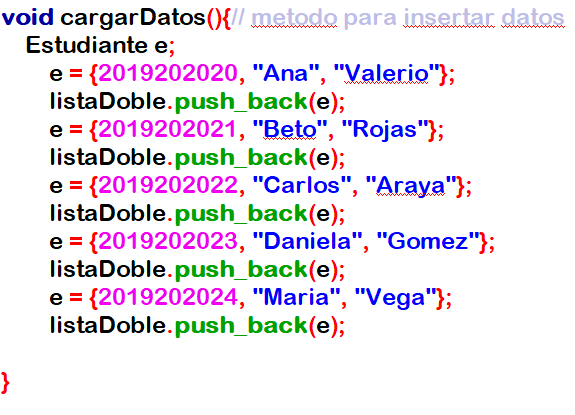 void cargarDatos(){// metodo para insertar datos
Estudiante e;
e = {2019202020, "Ana", "Valerio"};
listaDoble.push_back(e);
e = {2019202021, "Beto", "Rojas"};
listaDoble.push_back(e);
e = {2019202022, "Carlos", "Araya"};
listaDoble.push_back(e);
e = {2019202023, "Daniela", "Gomez"};
listaDoble.push_back(e);
e = {2019202024, "Maria", "Vega"};
listaDoble.push_back(e);
}